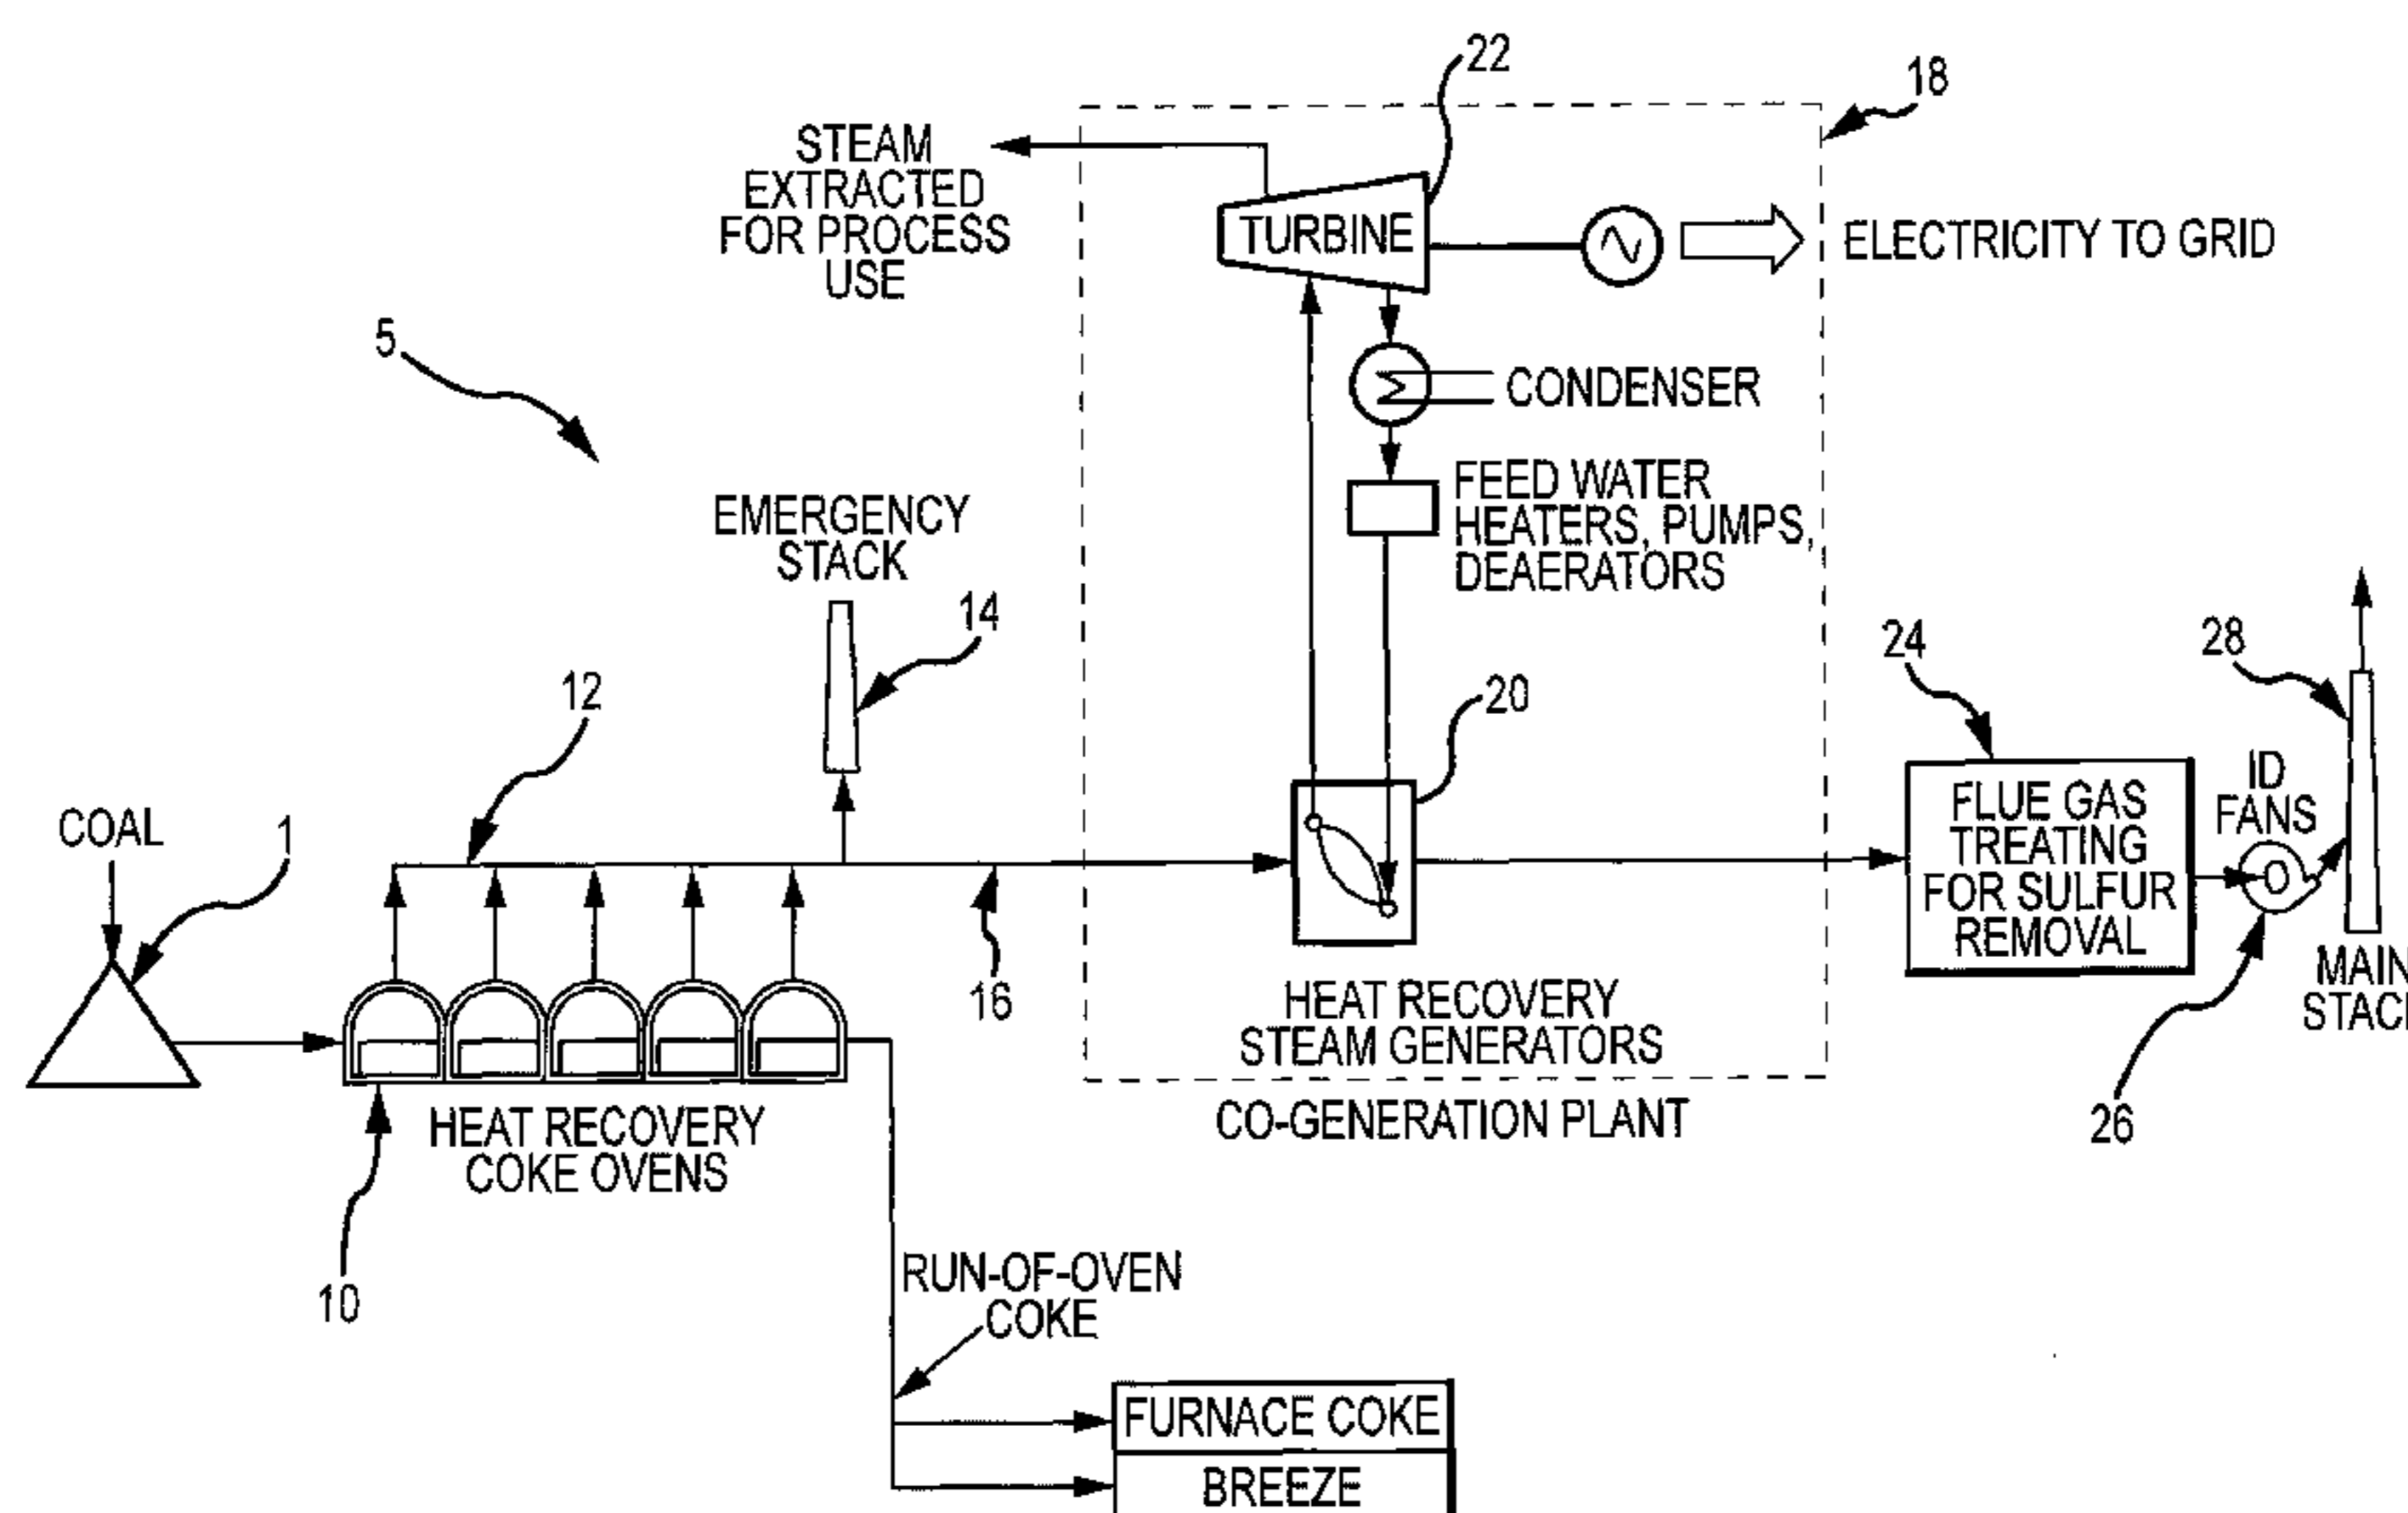 22
18
STEAM
EXTRACTED
FOR PROCESS
USE
TURBINE
ELECTRICITY TO GRID
5
CONDENSER
FEED WATER
HEATERS, PUMPS,
DEAERATORS
EMERGENCY
STACK
14
12
20
24
28
COAL
1
FLUE GAS
TREATING
FOR SULFUR
REMOVAL
ID
FANS
MAIN
STACK
16
HEAT RECOVERY
STEAM GENERATORS
CO-GENERATION PLANT
26
HEAT RECOVERY
COKE OVENS
10
RUN-OF-OVEN
COKE
FURNACE COKE
BREEZE